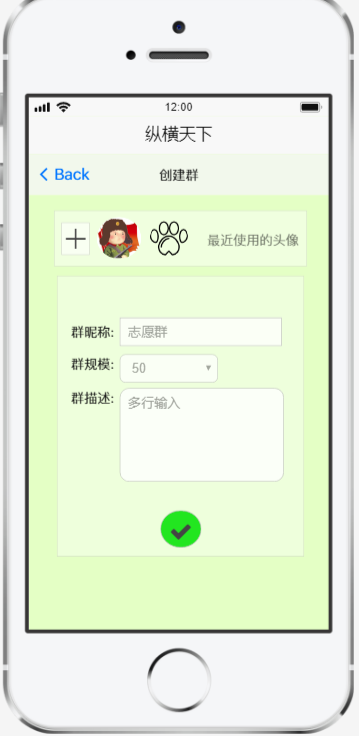 12:00
纵横天下
Back
创建群
最近使用的头像
群昵称: 志愿群
群规模: 50
群描述: 多行输入